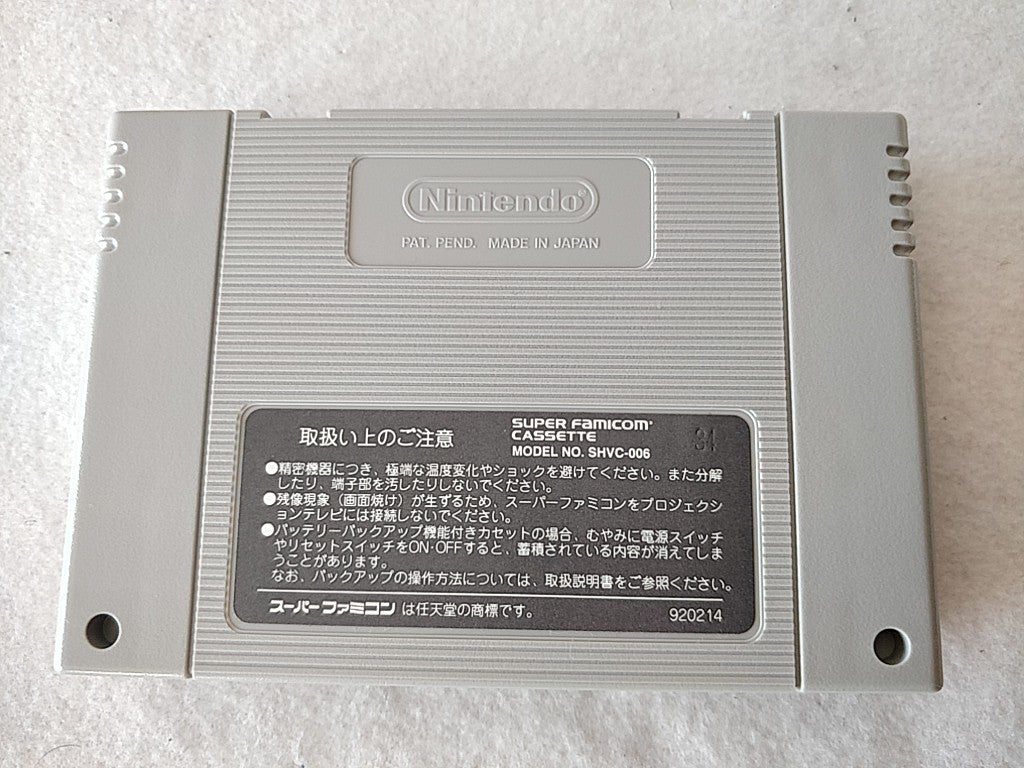 Nintendo®
PAT. PEND. MADE IN JAPAN
取扱い上のご注意
SUPER FAMICOM®
CASSETTE
MODEL NO. SHVC-006
●精密機器につき、極端な温度変化やショックを避けてください。また分解
したり、端子部を汚したりしないでください。
●残像現象（画面焼け）が生ずるため、スーパーファミコンをプロジェクシ
ョンテレビには接続しないでください。
●バッテリーバックアップ機能付きカセットの場合、むやみに電源スイッチ
やリセットスイッチをON·OFFすると、蓄積されている内容が消えてしま
うことがあります。
なお、バックアップの操作方法については、取扱説明書をご参照ください。
スーパーファミコン は任天堂の商標です。
920214